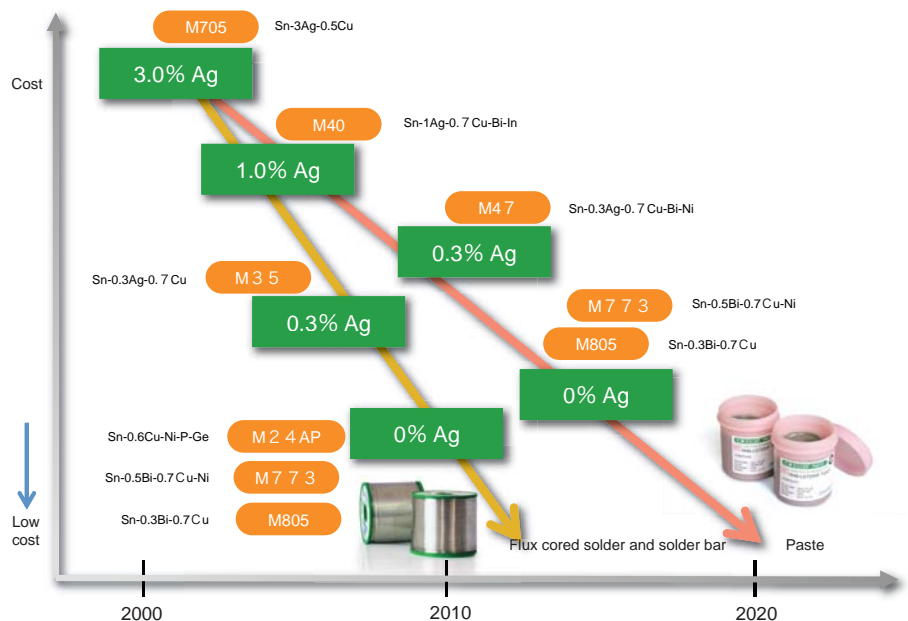 M705
Sn-3Ag-0.5Cu
3.0% Ag
Cost
M40
Sn-1Ag-0.7Cu-Bi-In
1.0% Ag
M47
Sn-0.3Ag-0.7Cu-Bi-Ni
0.3% Ag
Sn-0.3Ag-0.7Cu
M35
0.3% Ag
M773
Sn-0.5Bi-0.7Cu-Ni
M805
Sn-0.3Bi-0.7Cu
0% Ag
Sn-0.6Cu-Ni-P-Ge
M24AP
0% Ag
Sn-0.5Bi-0.7Cu-Ni
M773
Sn-0.3Bi-0.7Cu
M805
Low
cost
Flux cored solder and solder bar
Paste
2000
2010
2020